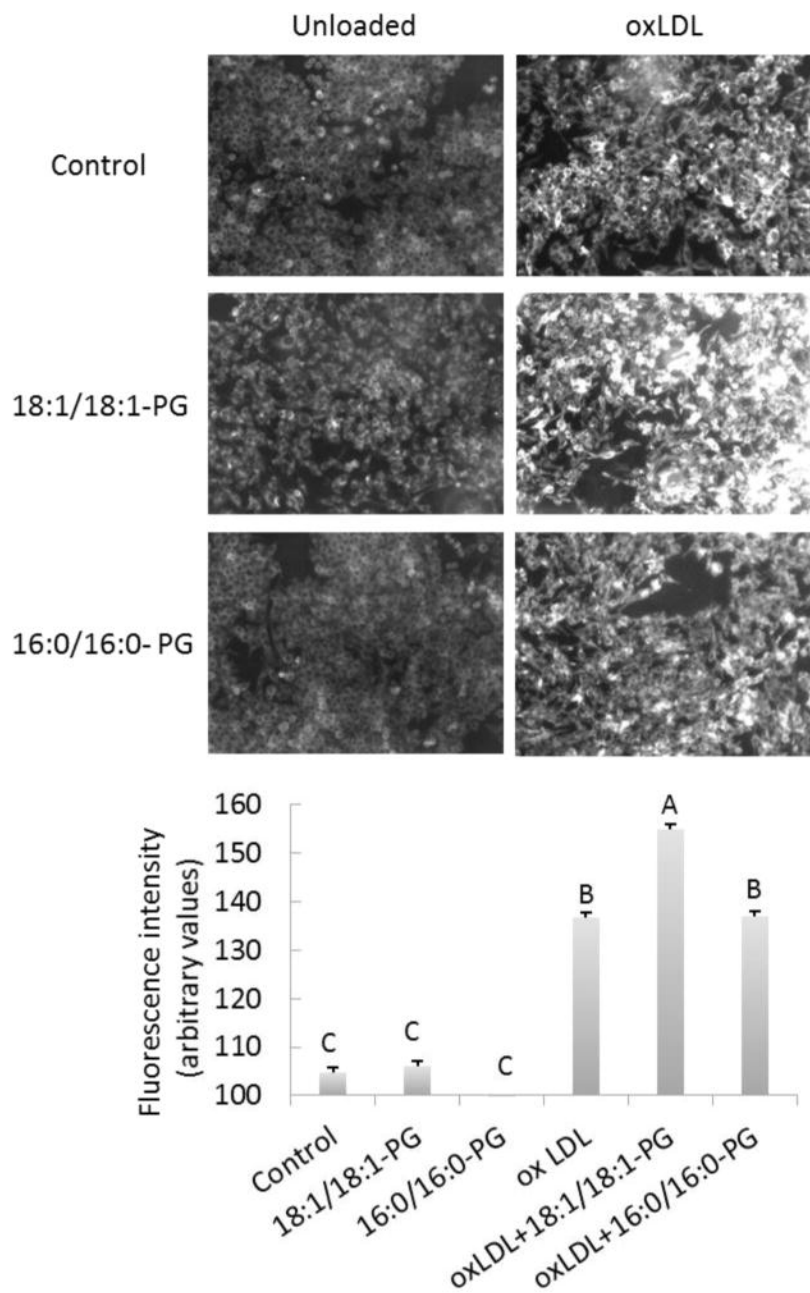 Unloaded oxLDL
Control
18:1/18:1-PG
16:0/16:0- PG
Fluorescence intensity
(arbitrary values)
160
150
140
130
120
110
100
C
C
C
B
A
B
Control
18:1/18:1-PG
16:0/16:0-PG
ox LDL
oxLDL+18:1/18:1-PG
oxLDL+16:0/16:0-PG